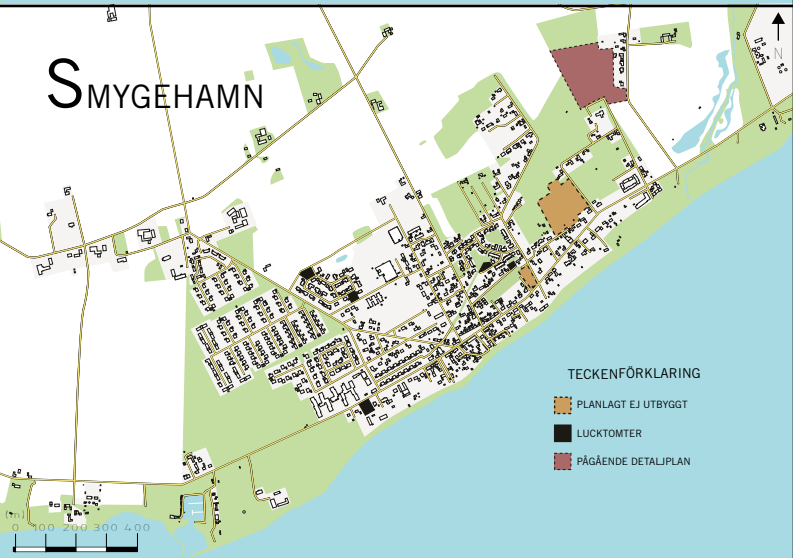 SMYGEHAMN
N
TECKENFÖRKLARING
PLANLAGT EJ UTBYGGT
LUCKTOMTER
PÅGÅENDE DETALJPLAN
(m)
0 100 200 300 400